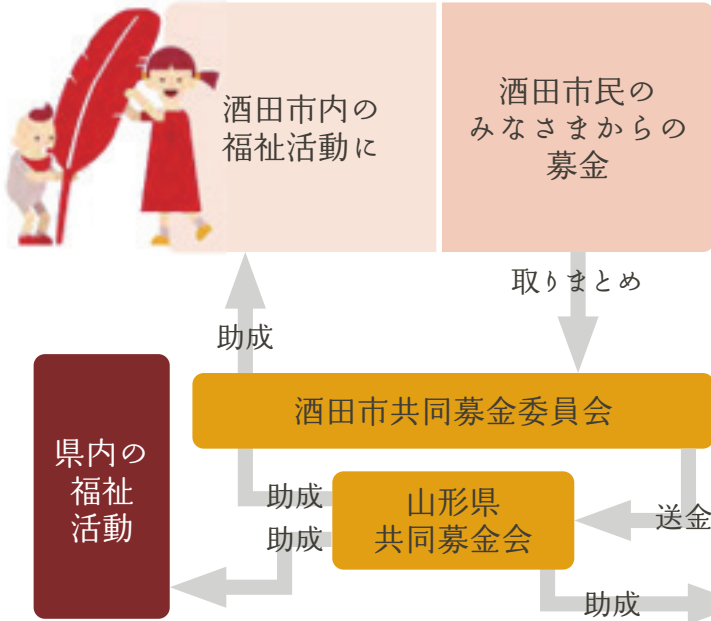 酒田市内の
福祉活動に
酒田市民の
みなさまからの
募金
取りまとめ
助成
酒田市共同募金委員会
県内の
福祉
活動
助成
助成
山形県
共同募金会
送金
助成